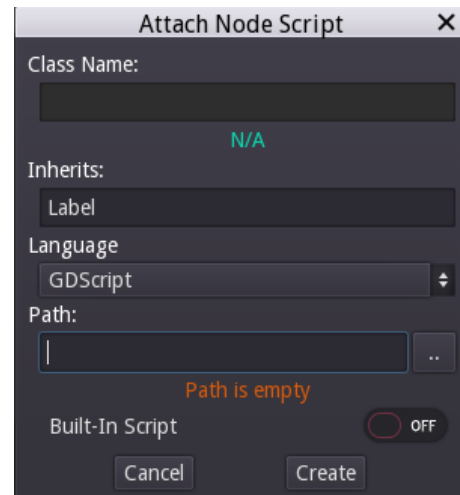 Attach Node Script
Class Name:
N/A
Inherits:
Label
Language
GDScript
Path:
..
Path is empty
Built-In Script OFF
Cancel Create